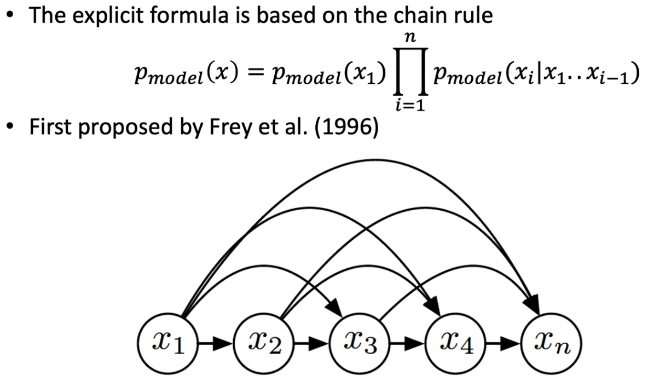 • The explicit formula is based on the chain rule
p_model(x) = p_model(x_1) ∏_{i=1}^{n} p_model(x_i|x_1..x_{i−1})
• First proposed by Frey et al. (1996)
x_1 x_2 x_3 x_4 x_n